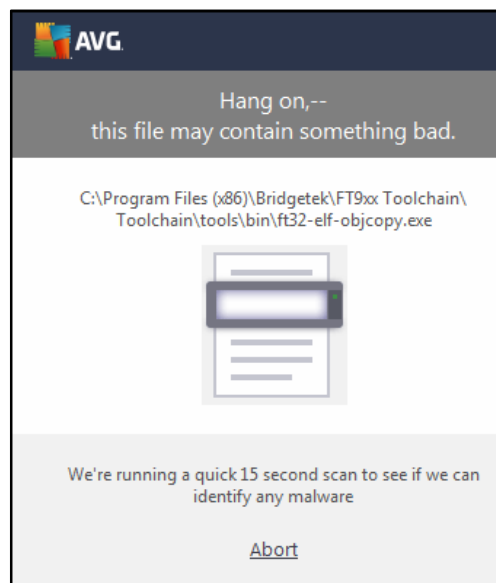 AVG.
Hang on,--
this file may contain something bad.
C:\Program Files (x86)\Bridgetek\FT9xx Toolchain\
Toolchain\tools\bin\ft32-elf-objcopy.exe
We're running a quick 15 second scan to see if we can
identify any malware
Abort